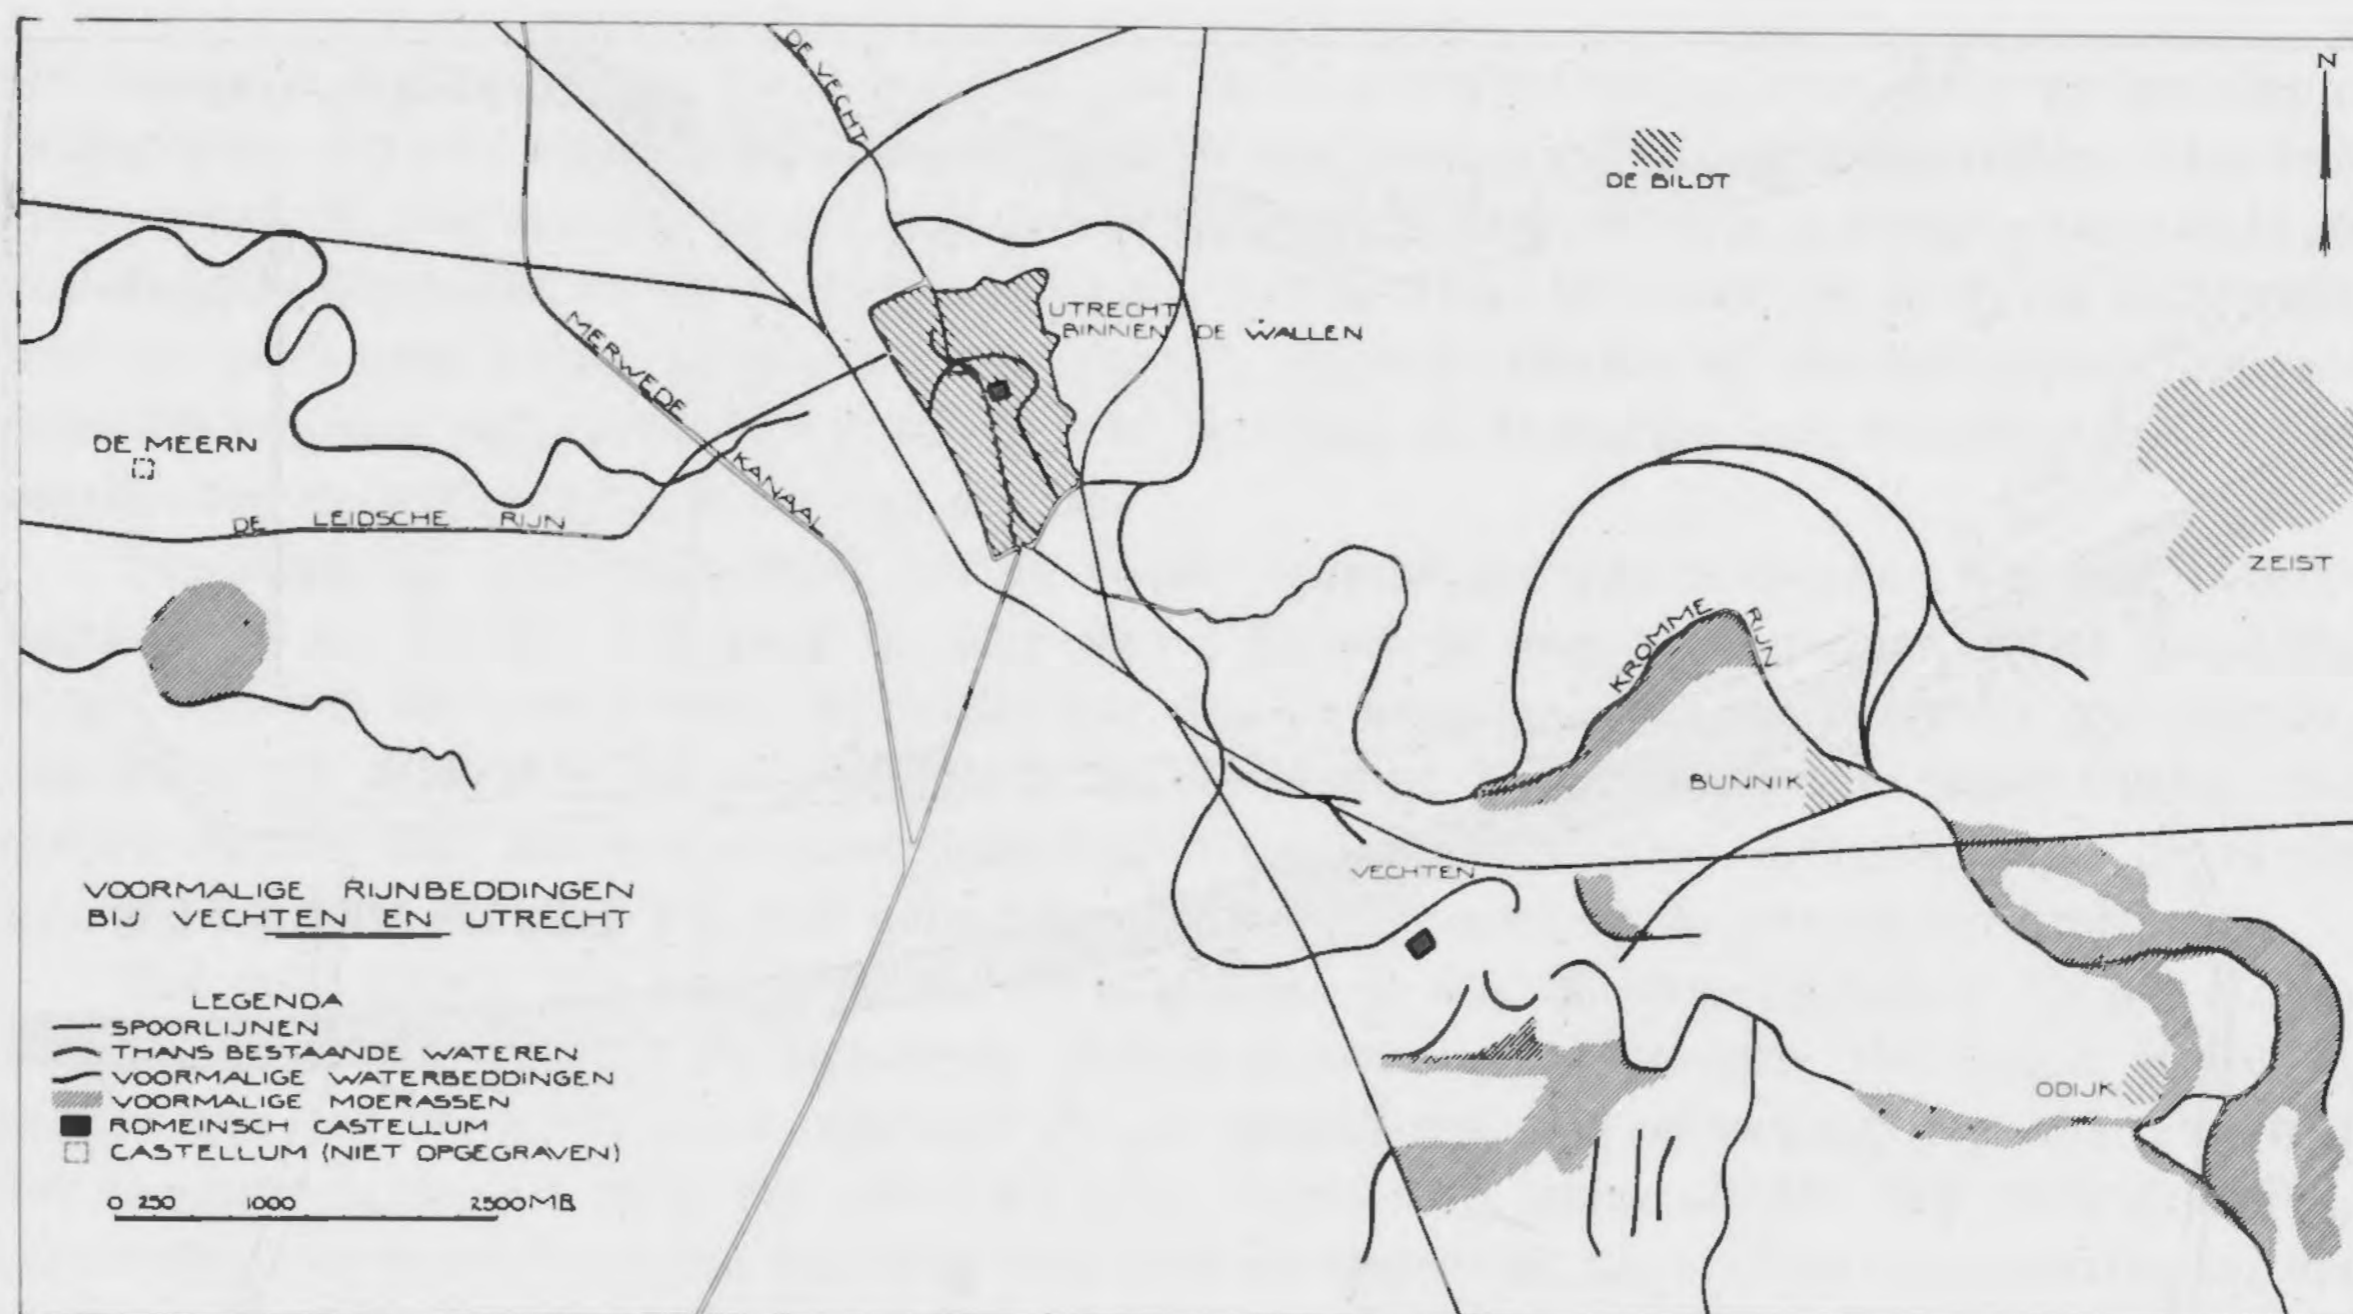 N
DE VECHT
DE BILDT
UTRECHT
BINNEN DE WALLEN
MERWEDE KANAAL
DE MEERN
DE LEIDSCHE RIJN
ZEIST
KROMME RIJN
BUNNIK
VECHTEN
ODIJK
VOORMALIGE RIJNBEDDINGEN
BIJ VECHTEN EN UTRECHT
LEGENDA
SPOORLIJNEN
THANS BESTAANDE WATEREN
VOORMALIGE WATERBEDDINGEN
VOORMALIGE MOERASSEN
ROMEINSCH CASTELLUM
CASTELLUM (NIET OPGEGRAVEN)
0 250 1000 2500 M